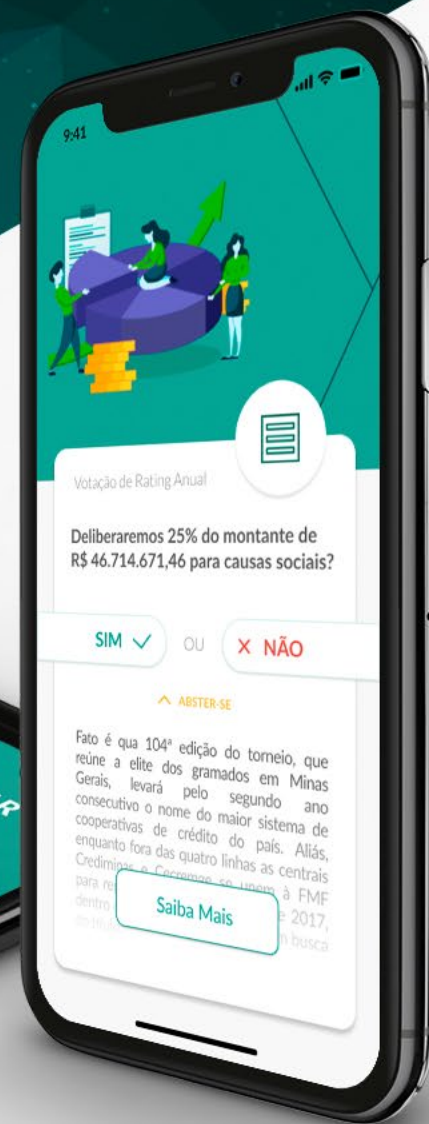 9:41
Votação de Rating Anual
Deliberaremos 25% do montante de
R$ 46.714.671,46 para causas sociais?
SIM
OU
NÃO
ABSTER-SE
Fato é qua 104ª edição do torneio, que
reúne a elite dos gramados em Minas
Gerais, levará pelo segundo ano
consecutivo o nome do maior sistema de
cooperativas de crédito do país. Aliás,
enquanto fora das quatro linhas as centrais
Crediminas e Cecremge se unem à FMF
para
e 2017,
dentro
busca
Saiba Mais